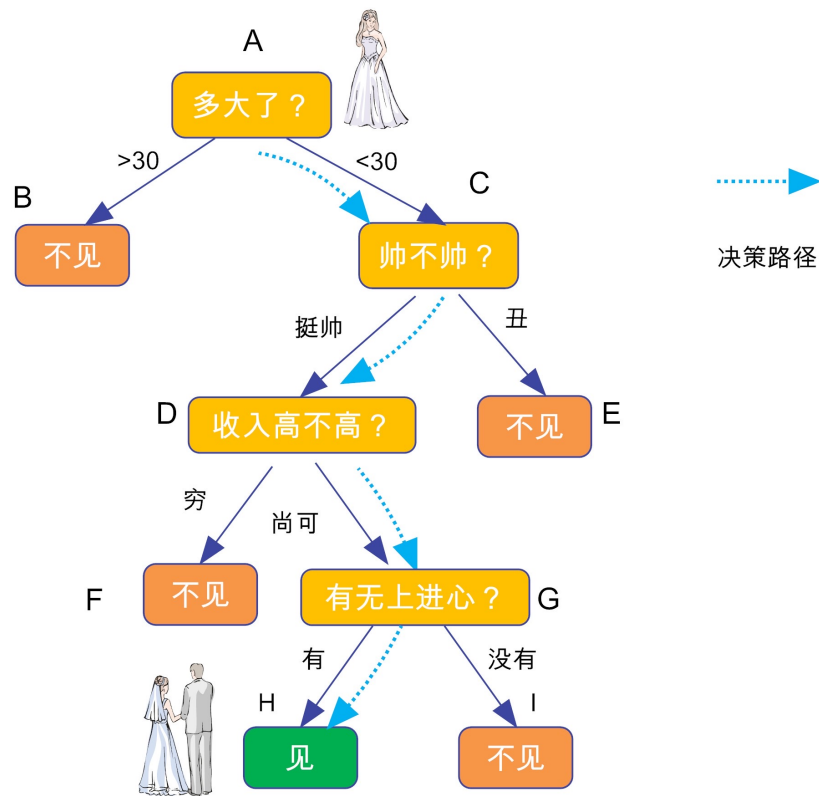 A
多大了？
>30
<30
B
C
不见
帅不帅？
决策路径
挺帅
丑
D
收入高不高？
不见
E
穷
尚可
F
不见
有无上进心？
G
有
没有
H
I
见
不见